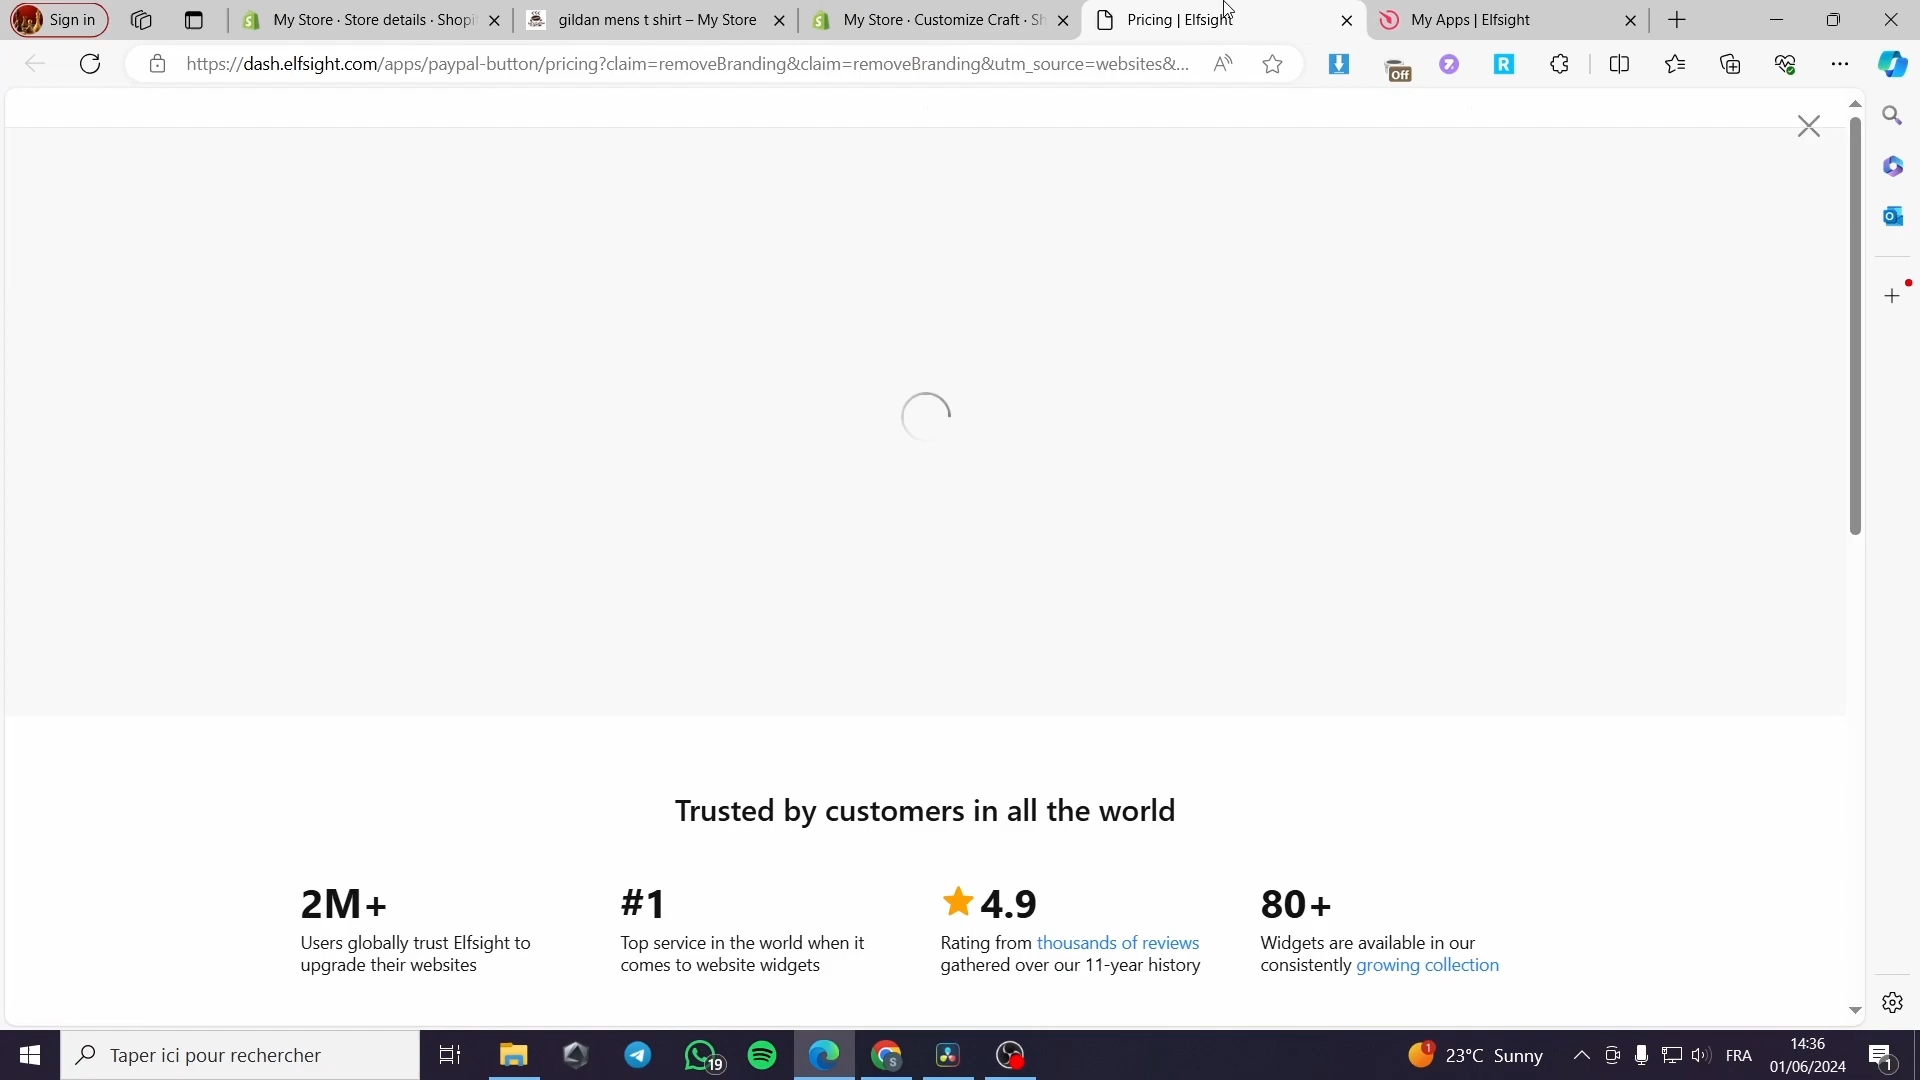 Sign in
My Store · Store details · Shopi
gildan mens t shirt – My Store
My Store · Customize Craft · Sh
Pricing | Elfsight
My Apps | Elfsight
https://dash.elfsight.com/apps/paypal-button/pricing?claim=removeBranding&claim=removeBranding&utm_source=websites&...
Off
Trusted by customers in all the world
2M+
Users globally trust Elfsight to
upgrade their websites
#1
Top service in the world when it
comes to website widgets
4.9
Rating from thousands of reviews
gathered over our 11-year history
80+
Widgets are available in our
consistently growing collection
Taper ici pour rechercher
19
1
23°C Sunny
FRA
14:36
01/06/2024
1